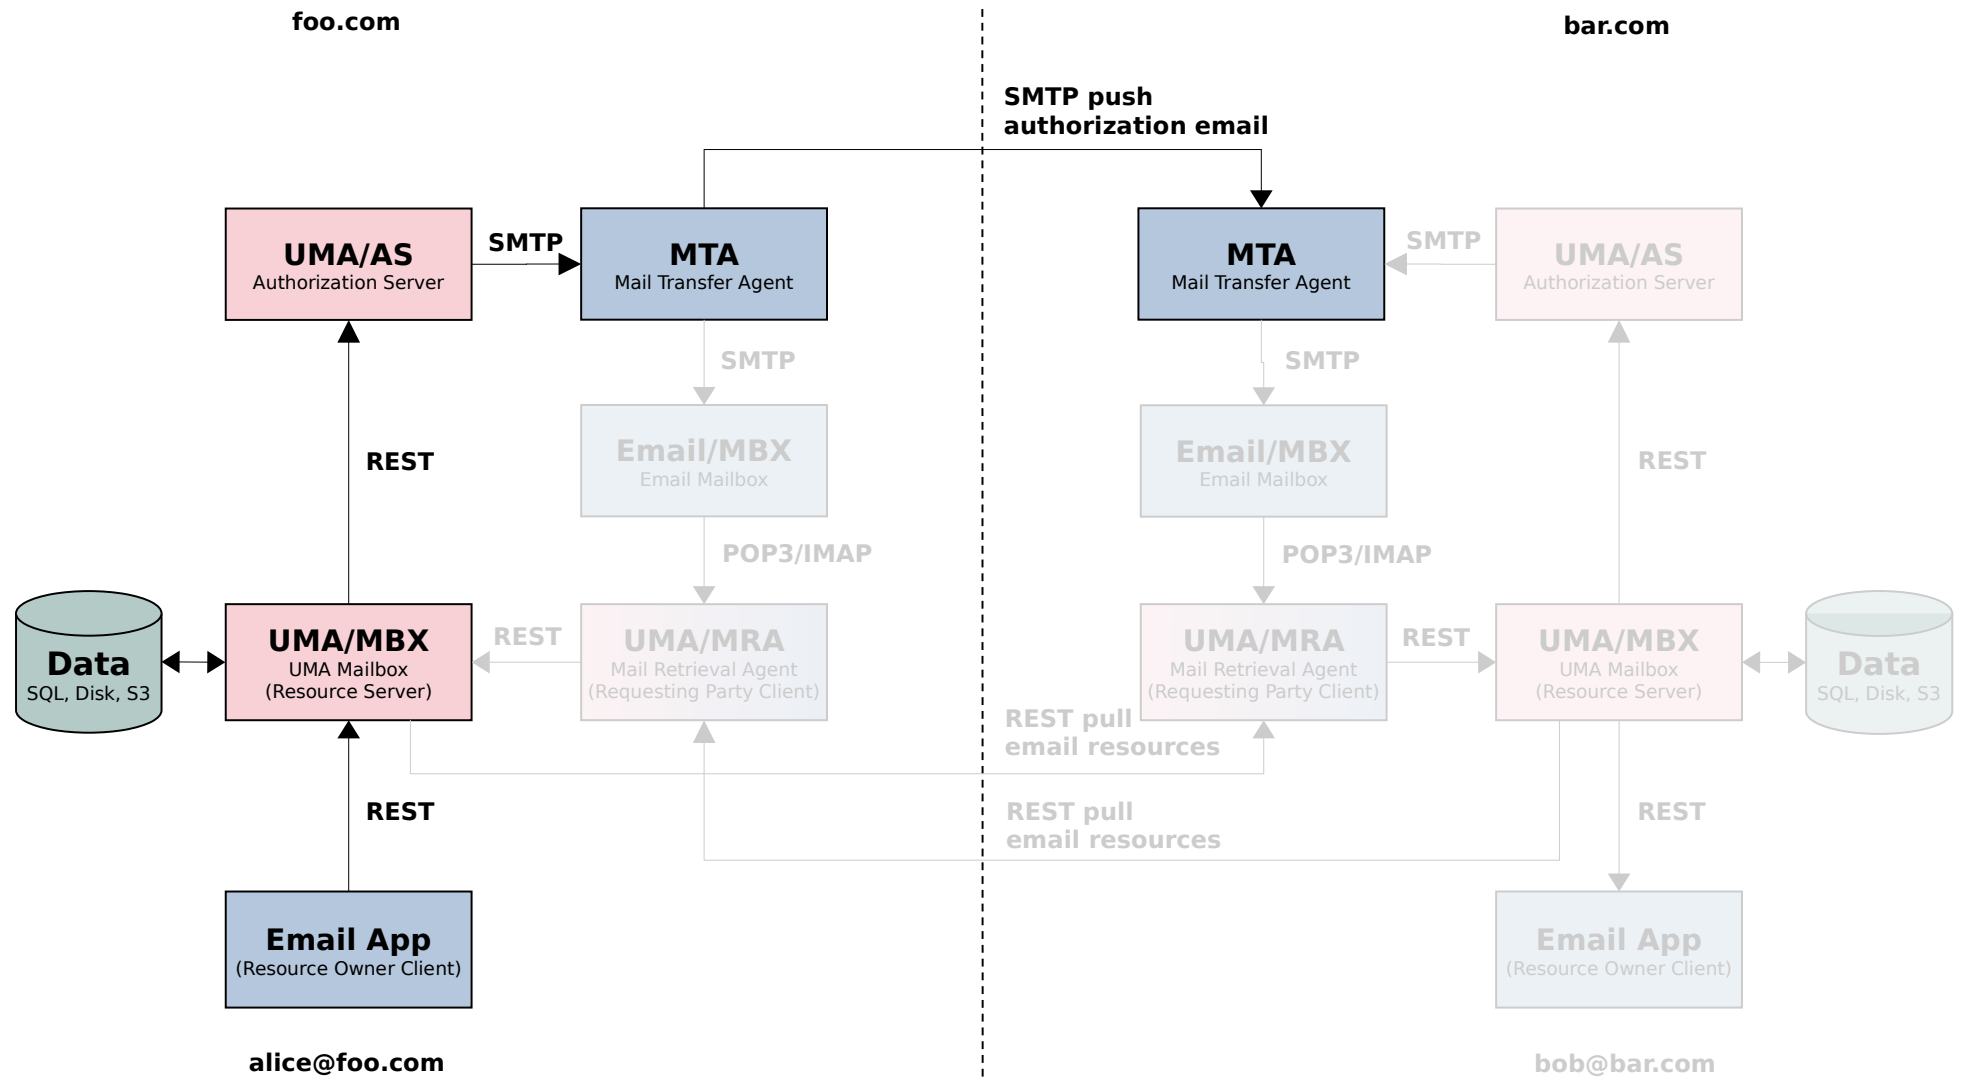 foo.com
bar.com
SMTP push
authorization email
UMA/AS
Authorization Server
SMTP
MTA
Mail Transfer Agent
MTA
Mail Transfer Agent
SMTP
UMA/AS
Authorization Server
SMTP
SMTP
REST
Email/MBX
Email Mailbox
Email/MBX
Email Mailbox
REST
POP3/IMAP
POP3/IMAP
Data
SQL, Disk, S3
UMA/MBX
UMA Mailbox
(Resource Server)
REST
UMA/MRA
Mail Retrieval Agent
(Requesting Party Client)
UMA/MRA
Mail Retrieval Agent
(Requesting Party Client)
REST
UMA/MBX
UMA Mailbox
(Resource Server)
Data
SQL, Disk, S3
REST pull
email resources
REST
REST pull
email resources
REST
Email App
(Resource Owner Client)
Email App
(Resource Owner Client)
alice@foo.com
bob@bar.com